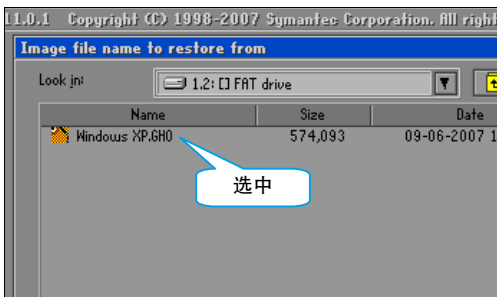 11.0.1 Copyright (C) 1998-2007 Symantec Corporation. All right
Image file name to restore from
Look in: 1.2: [] FAT drive
Name Size Date
Windows XP.GHO 574,093 09-06-2007 1
选中